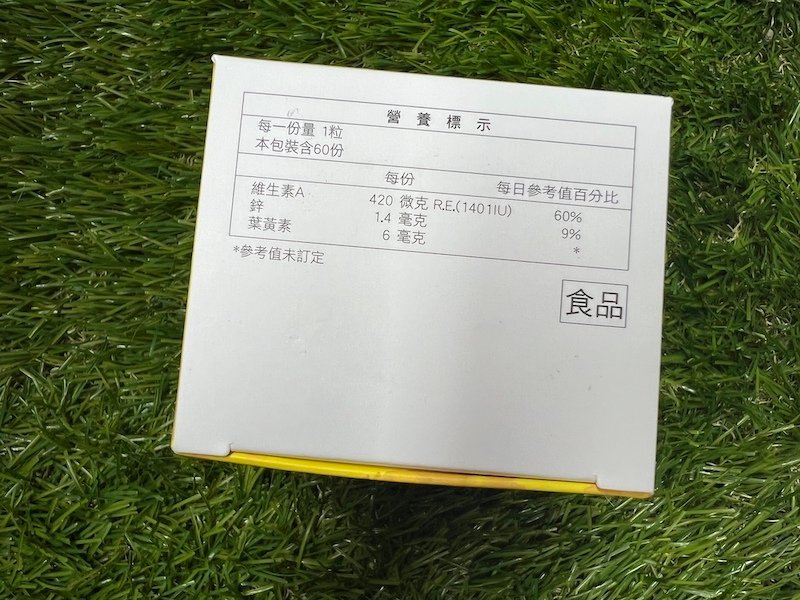 營養標示
每一份量 1粒
本包裝含60份
每份 每日參考值百分比
維生素A 420 微克 R.E.(1401IU) 60%
鋅 1.4 毫克 9%
葉黃素 6 毫克 *
*參考值未訂定
食品